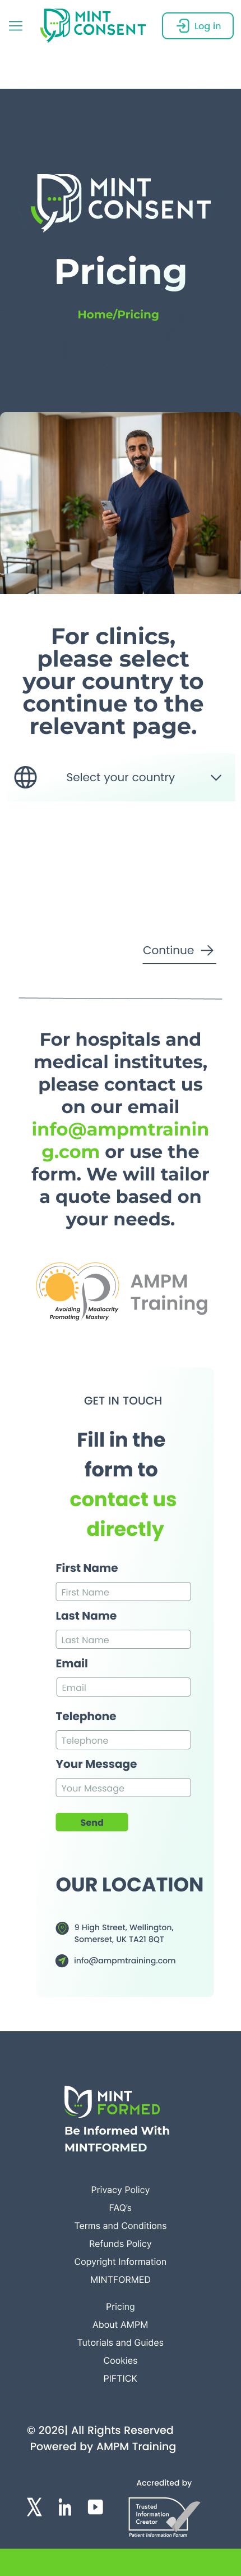 MINT
CONSENT
Log in
MINT
CONSENT
Pricing
Home/Pricing
For clinics,
please select
your country to
continue to the
relevant page.
Select your country
Continue
For hospitals and
medical institutes,
please contact us
on our email
info@ampmtrainin
g.com or use the
form. We will tailor
a quote based on
your needs.
Avoiding Mediocrity
Promoting Mastery
AMPM
Training
GET IN TOUCH
Fill in the
form to
contact us
directly
First Name
First Name
Last Name
Last Name
Email
Email
Telephone
Telephone
Your Message
Your Message
Send
OUR LOCATION
9 High Street, Wellington,
Somerset, UK TA21 8QT
info@ampmtraining.com
MINT
FORMED
Be Informed With
MINTFORMED
Privacy Policy
FAQ's
Terms and Conditions
Refunds Policy
Copyright Information
MINTFORMED
Pricing
About AMPM
Tutorials and Guides
Cookies
PIFTICK
© 2026| All Rights Reserved
Powered by AMPM Training
Accredited by
Trusted
Information
Creator
Patient Information Forum